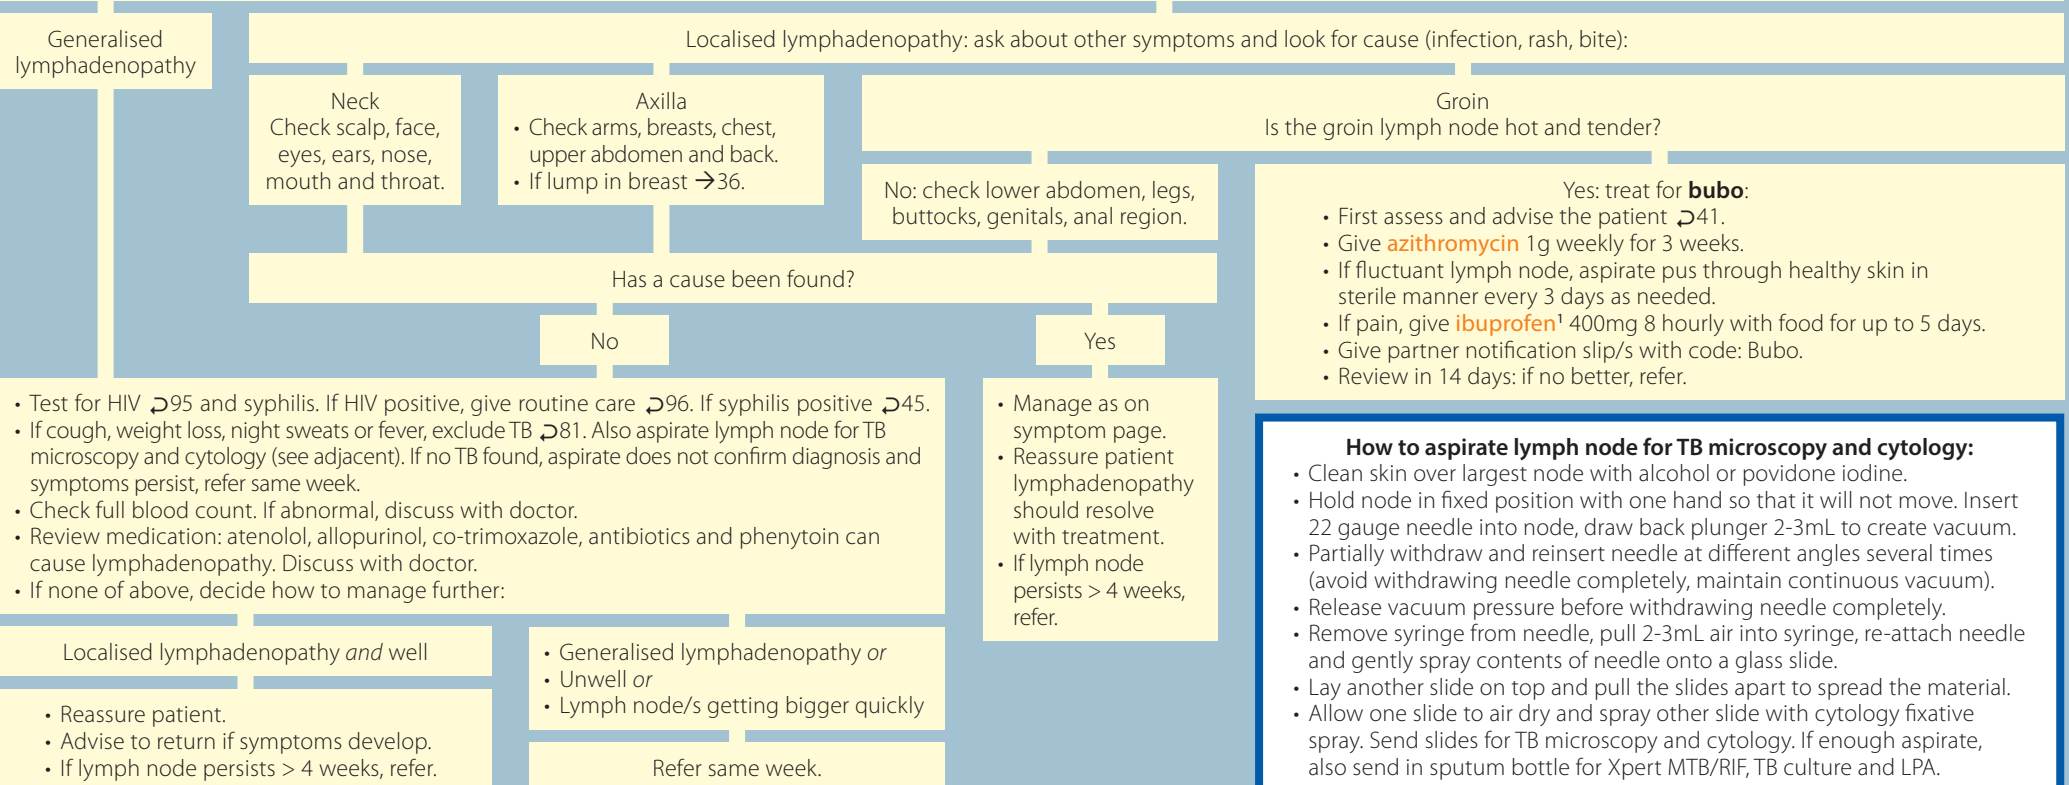 Generalised
lymphadenopathy
Localised lymphadenopathy: ask about other symptoms and look for cause (infection, rash, bite):
Neck
Check scalp, face,
eyes, ears, nose,
mouth and throat.
Axilla
• Check arms, breasts, chest,
upper abdomen and back.
• If lump in breast →36.
Groin
Is the groin lymph node hot and tender?
No: check lower abdomen, legs,
buttocks, genitals, anal region.
Yes: treat for bubo:
• First assess and advise the patient ⮌41.
• Give azithromycin 1g weekly for 3 weeks.
• If fluctuant lymph node, aspirate pus through healthy skin in
sterile manner every 3 days as needed.
• If pain, give ibuprofen¹ 400mg 8 hourly with food for up to 5 days.
• Give partner notification slip/s with code: Bubo.
• Review in 14 days: if no better, refer.
Has a cause been found?
No
Yes
• Test for HIV ⮌95 and syphilis. If HIV positive, give routine care ⮌96. If syphilis positive ⮌45.
• If cough, weight loss, night sweats or fever, exclude TB ⮌81. Also aspirate lymph node for TB
microscopy and cytology (see adjacent). If no TB found, aspirate does not confirm diagnosis and
symptoms persist, refer same week.
• Check full blood count. If abnormal, discuss with doctor.
• Review medication: atenolol, allopurinol, co-trimoxazole, antibiotics and phenytoin can
cause lymphadenopathy. Discuss with doctor.
• If none of above, decide how to manage further:
• Manage as on
symptom page.
• Reassure patient
lymphadenopathy
should resolve
with treatment.
• If lymph node
persists > 4 weeks,
refer.
Localised lymphadenopathy and well
• Reassure patient.
• Advise to return if symptoms develop.
• If lymph node persists > 4 weeks, refer.
• Generalised lymphadenopathy or
• Unwell or
• Lymph node/s getting bigger quickly
Refer same week.
How to aspirate lymph node for TB microscopy and cytology:
• Clean skin over largest node with alcohol or povidone iodine.
• Hold node in fixed position with one hand so that it will not move. Insert
22 gauge needle into node, draw back plunger 2-3mL to create vacuum.
• Partially withdraw and reinsert needle at different angles several times
(avoid withdrawing needle completely, maintain continuous vacuum).
• Release vacuum pressure before withdrawing needle completely.
• Remove syringe from needle, pull 2-3mL air into syringe, re-attach needle
and gently spray contents of needle onto a glass slide.
• Lay another slide on top and pull the slides apart to spread the material.
• Allow one slide to air dry and spray other slide with cytology fixative
spray. Send slides for TB microscopy and cytology. If enough aspirate,
also send in sputum bottle for Xpert MTB/RIF, TB culture and LPA.